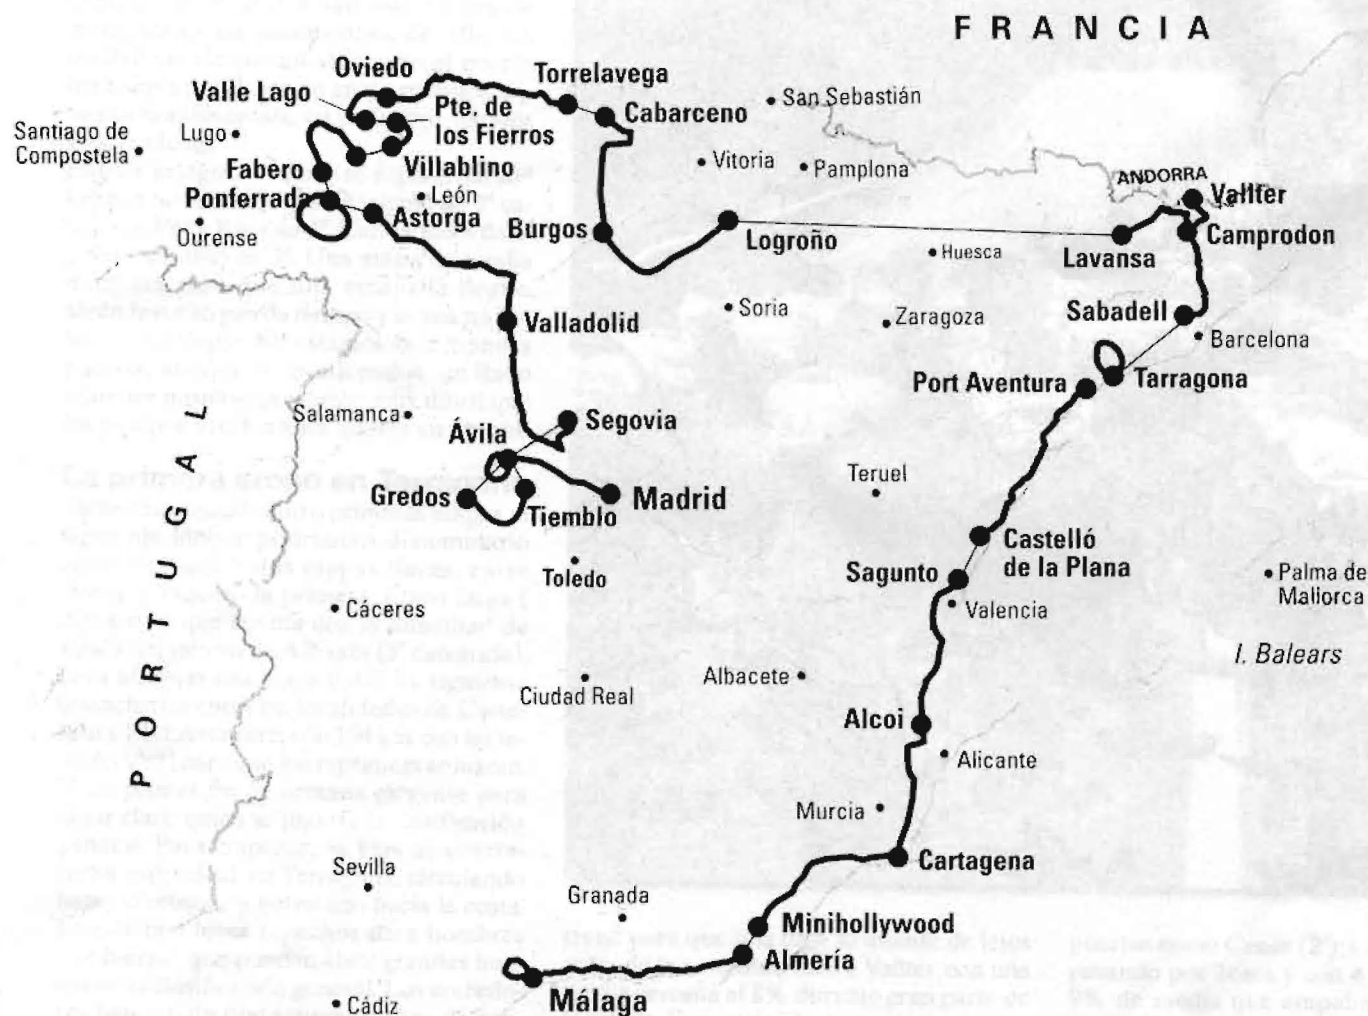 FRANCIA
Oviedo
Torrelavega
Valle Lago
Pte. de
los Fierros
Cabarceno
San Sebastián
Santiago de
Compostela
Lugo
Vitoria
Pamplona
Villablino
Fabero
ANDORRA
Vallter
León
Ponferrada
Astorga
Ourense
Burgos
Logroño
Huesca
Lavansa
Camprodon
Soria
Zaragoza
Sabadell
Barcelona
Valladolid
Port Aventura
Tarragona
Salamanca
Segovia
Ávila
Teruel
Gredos
Tiemblo
Madrid
PORTUGAL
Castelló
de la Plana
Toledo
Sagunto
Valencia
Palma de
Mallorca
Cáceres
I. Balears
Ciudad Real
Albacete
Alcoi
Alicante
Murcia
Cartagena
Sevilla
Granada
Minihollywood
Almería
Málaga
Cádiz